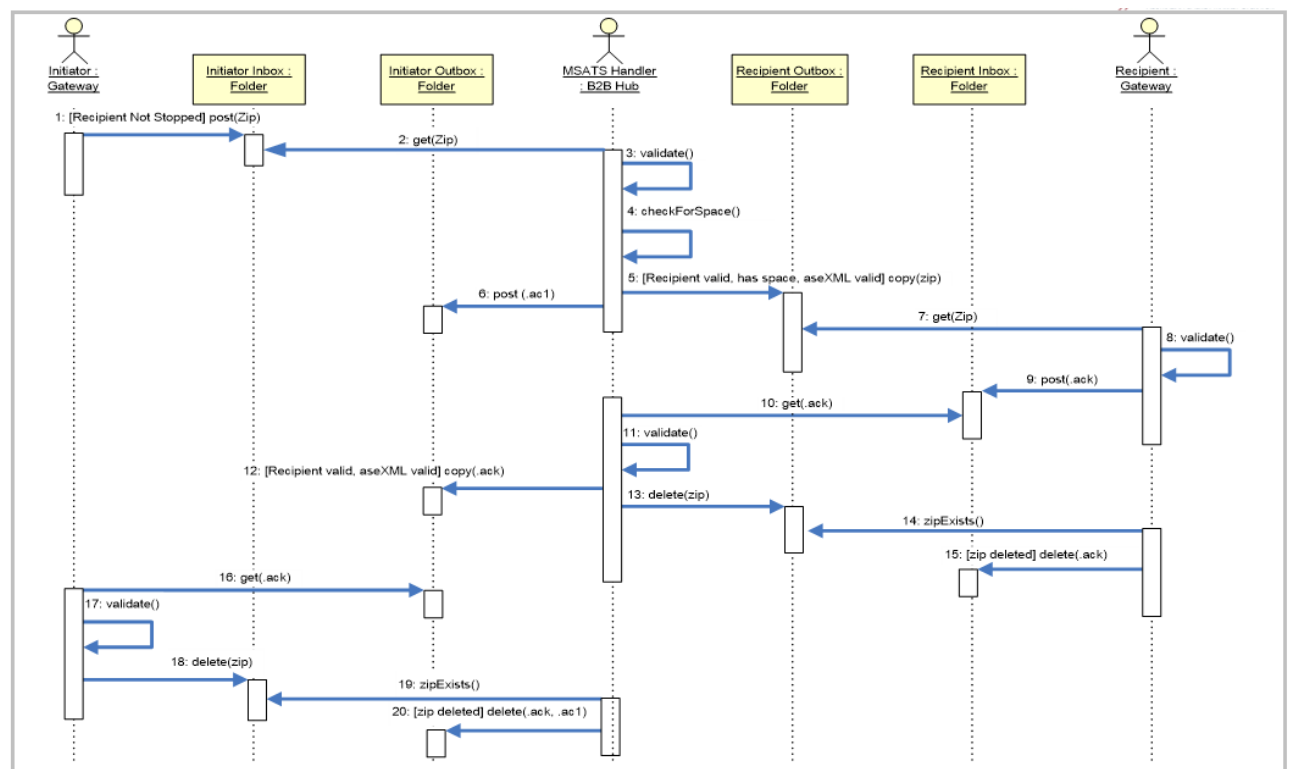 Initiator :
Gateway
Initiator Inbox :
Folder
Initiator Outbox :
Folder
MSATS Handler
: B2B Hub
Recipient Outbox :
Folder
Recipient Inbox :
Folder
Recipient :
Gateway
1: [Recipient Not Stopped] post(Zip)
2: get(Zip)
3: validate()
4: checkForSpace()
5: [Recipient valid, has space, aseXML valid] copy(zip)
6: post (.ac1)
7: get(Zip)
8: validate()
9: post(.ack)
10: get(.ack)
11: validate()
12: [Recipient valid, aseXML valid] copy(.ack)
13: delete(zip)
14: zipExists()
15: [zip deleted] delete(.ack)
16: get(.ack)
17: validate()
18: delete(zip)
19: zipExists()
20: [zip deleted] delete(.ack, .ac1)